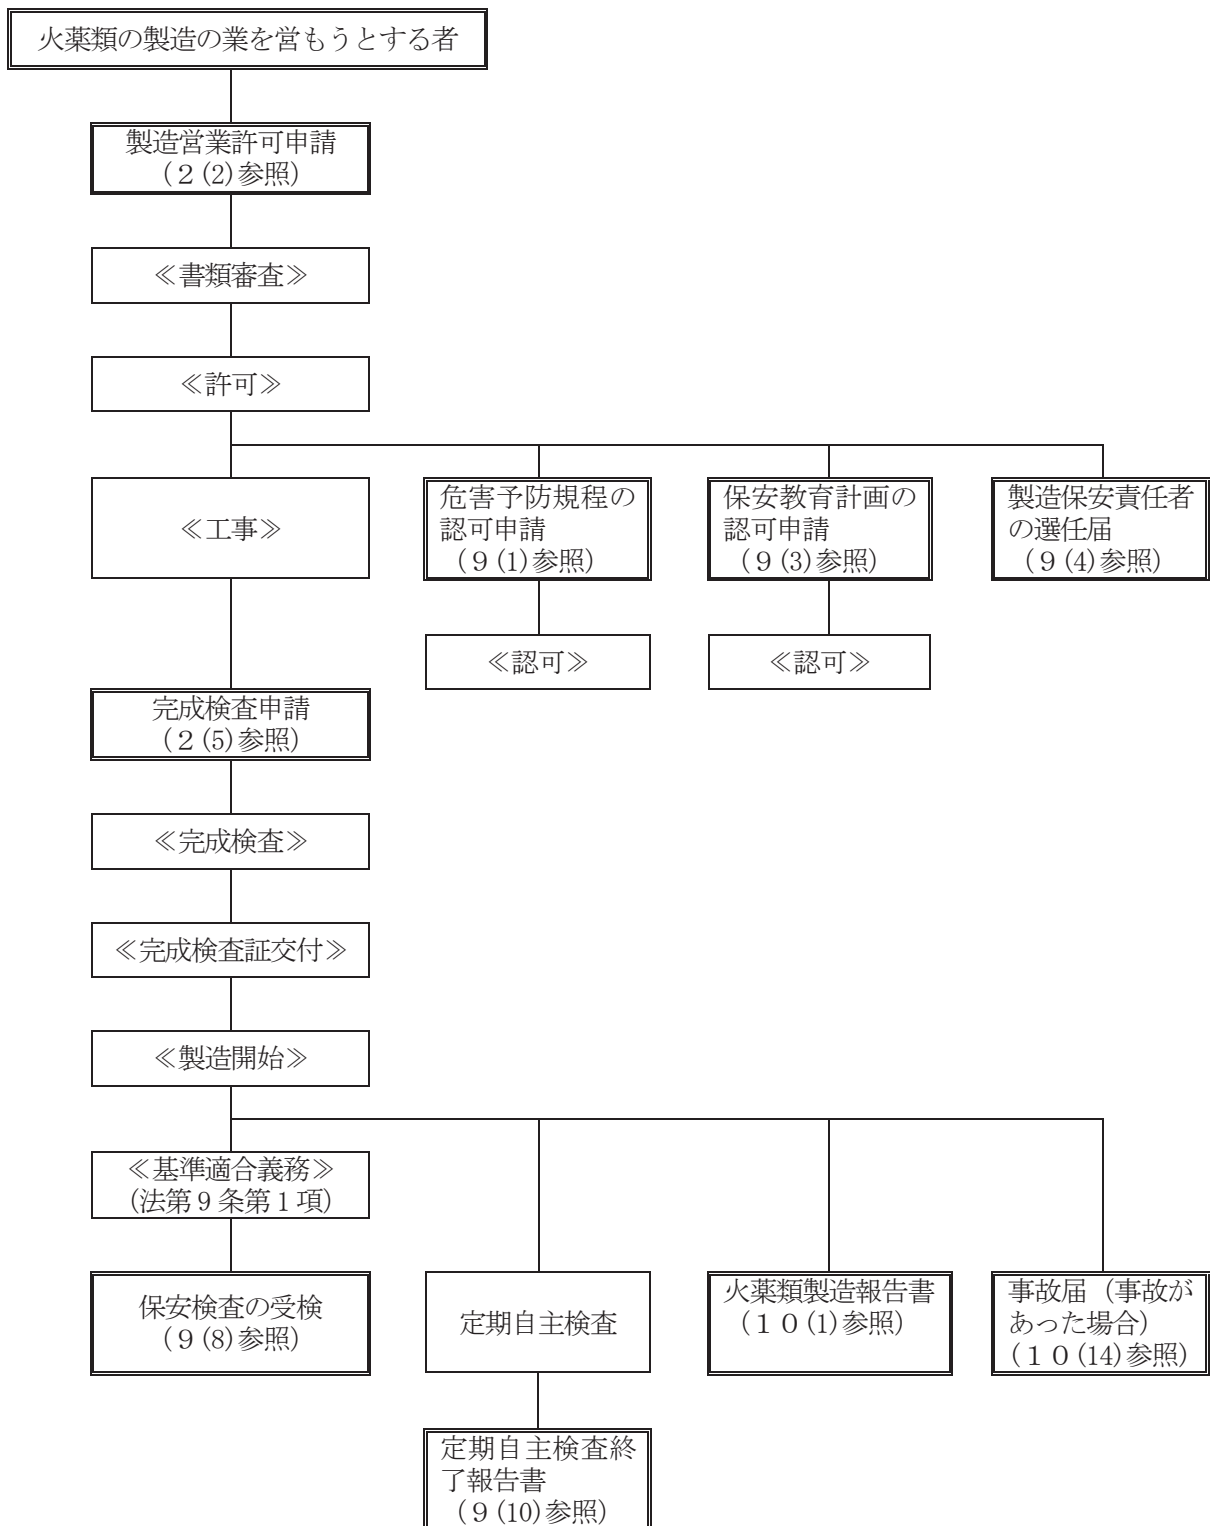 火薬類の製造の業を営もうとする者
製造営業許可申請
(2(2)参照)
≪書類審査≫
≪許可≫
≪工事≫
危害予防規程の
認可申請
(9(1)参照)
保安教育計画の
認可申請
(9(3)参照)
製造保安責任者
の選任届
(9(4)参照)
≪認可≫
≪認可≫
完成検査申請
(2(5)参照)
≪完成検査≫
≪完成検査証交付≫
≪製造開始≫
≪基準適合義務≫
(法第9条第1項)
保安検査の受検
(9(8)参照)
定期自主検査
火薬類製造報告書
(10(1)参照)
事故届(事故が
あった場合)
(10(14)参照)
定期自主検査終
了報告書
(9(10)参照)